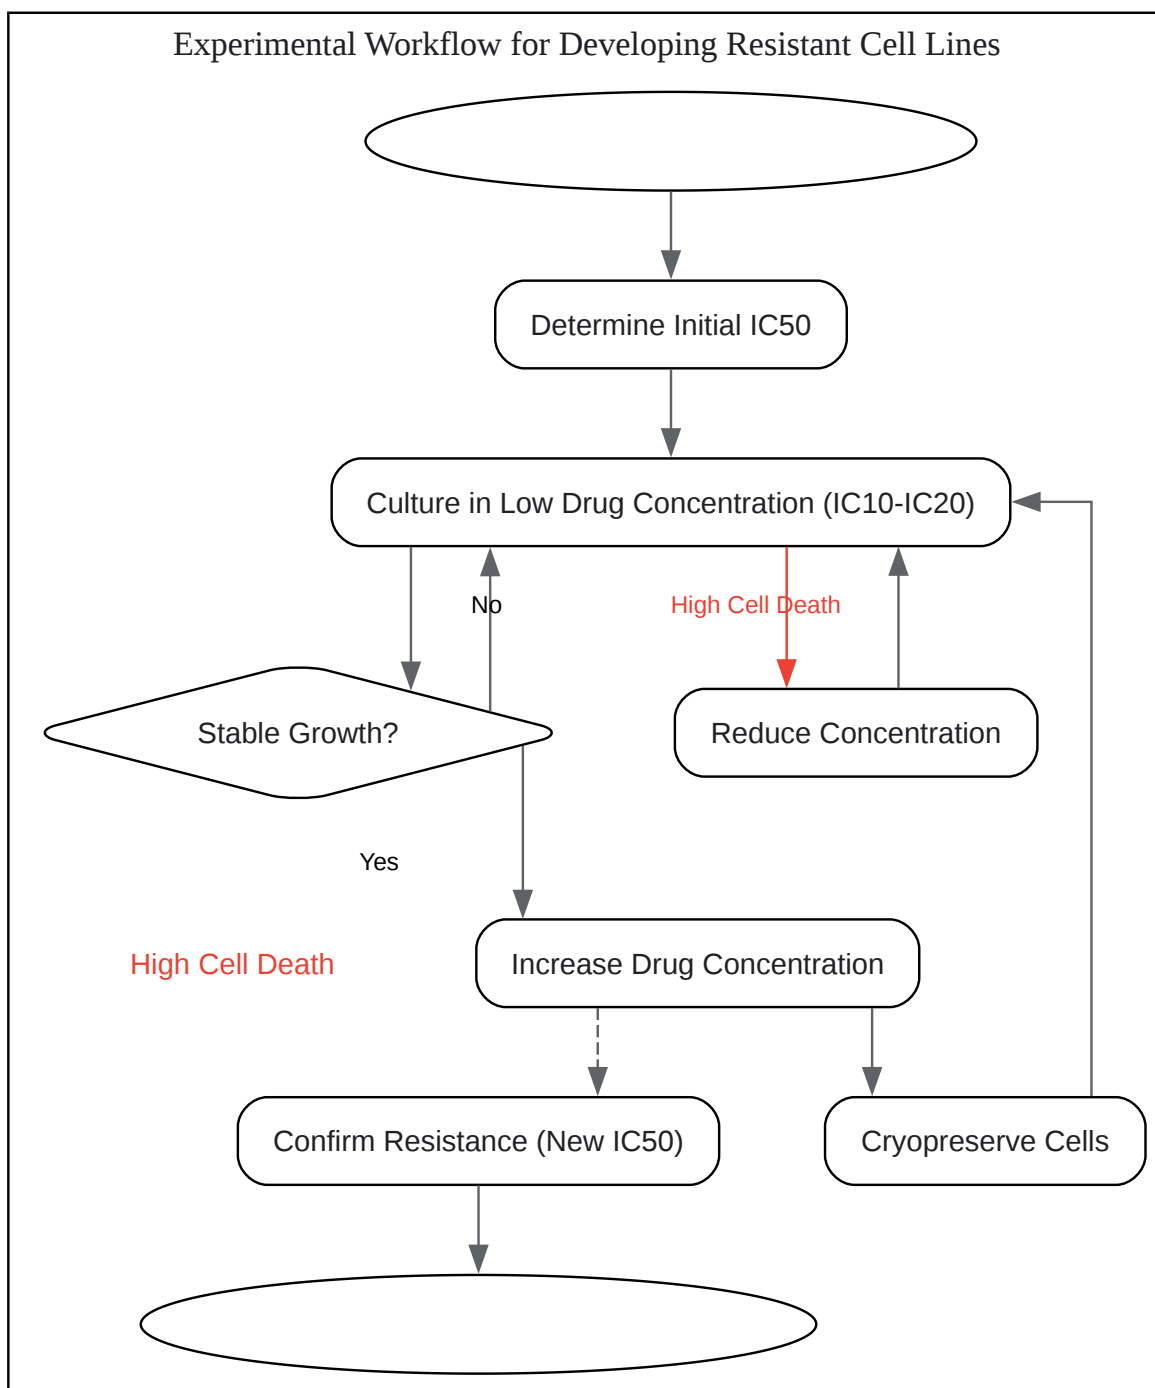 Experimental Workflow for Developing Resistant Cell Lines
Determine Initial IC50
Culture in Low Drug Concentration (IC10-IC20)
No
High Cell Death
Stable Growth?
Reduce Concentration
Yes
High Cell Death
Increase Drug Concentration
Confirm Resistance (New IC50)
Cryopreserve Cells